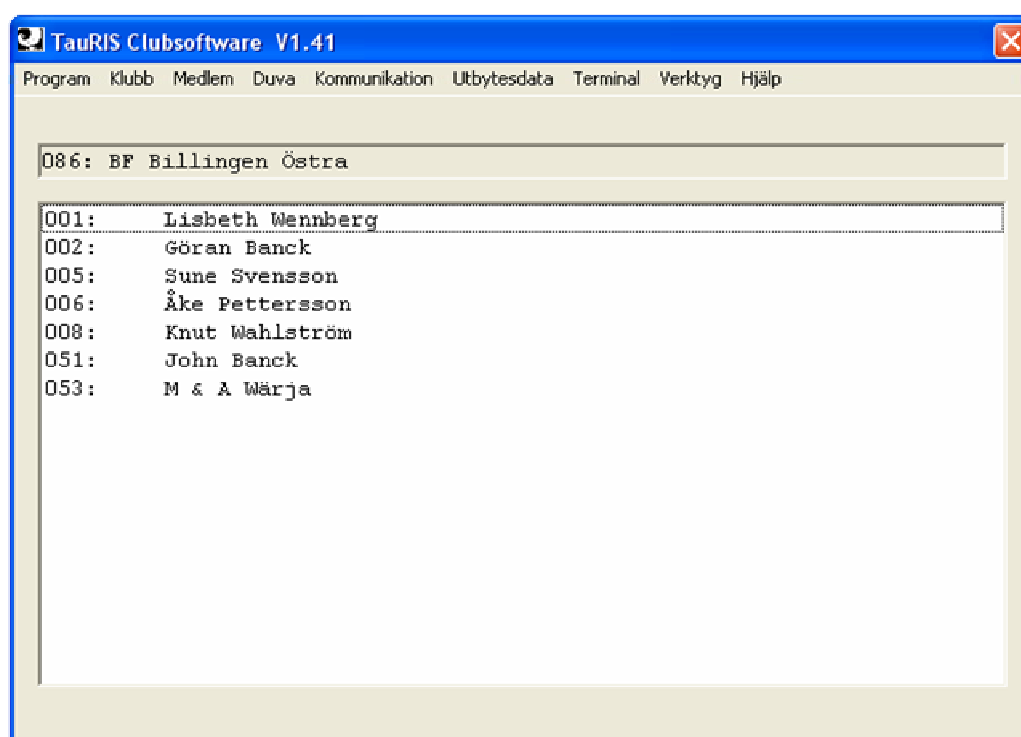 TauRIS Clubsoftware V1.41
Program Klubb Medlem Duva Kommunikation Utbytesdata Terminal Verktyg Hjälp
086: BF Billingen Östra
001: Lisbeth Wennberg
002: Göran Banck
005: Sune Svensson
006: Åke Pettersson
008: Knut Wahlström
051: John Banck
053: M & A Wärja